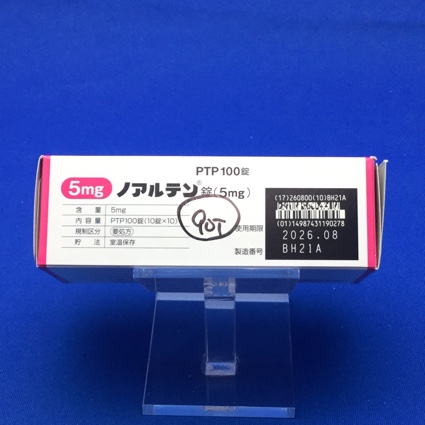 PTP100錠
5mg ノアルテン®錠(5mg)
含量 5mg
内容量 PTP100錠(10錠×10)
規制区分 要処方
貯法 室温保存
90T
使用期限
製造番号
(17)260800(10)BH21A
(01)14987431190278
2026.08
BH21A